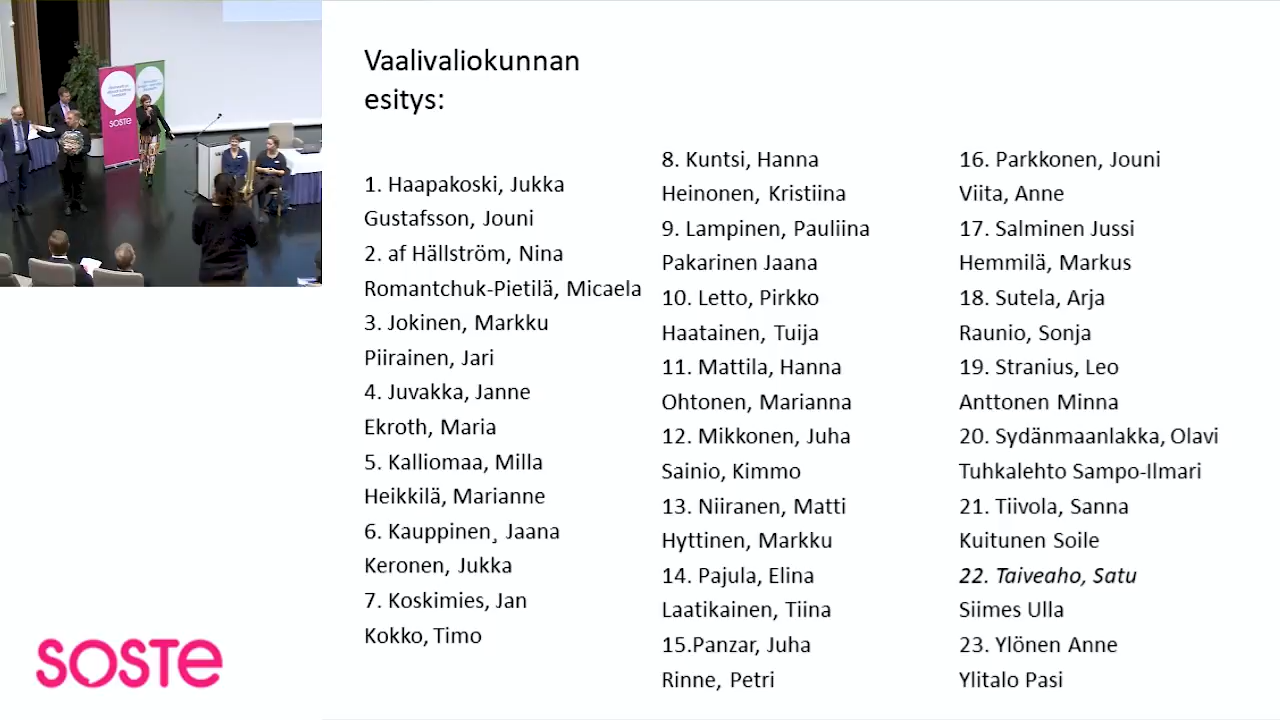 Vaalivaliokunnan
esitys:
1. Haapakoski, Jukka
Gustafsson, Jouni
2. af Hällström, Nina
Romantchuk-Pietilä, Micaela
3. Jokinen, Markku
Piirainen, Jari
4. Juvakka, Janne
Ekroth, Maria
5. Kalliomaa, Milla
Heikkilä, Marianne
6. Kauppinen¸ Jaana
Keronen, Jukka
7. Koskimies, Jan
Kokko, Timo
8. Kuntsi, Hanna
Heinonen, Kristiina
9. Lampinen, Pauliina
Pakarinen Jaana
10. Letto, Pirkko
Haatainen, Tuija
11. Mattila, Hanna
Ohtonen, Marianna
12. Mikkonen, Juha
Sainio, Kimmo
13. Niiranen, Matti
Hyttinen, Markku
14. Pajula, Elina
Laatikainen, Tiina
15.Panzar, Juha
Rinne, Petri
16. Parkkonen, Jouni
Viita, Anne
17. Salminen Jussi
Hemmilä, Markus
18. Sutela, Arja
Raunio, Sonja
19. Stranius, Leo
Anttonen Minna
20. Sydänmaanlakka, Olavi
Tuhkalehto Sampo-Ilmari
21. Tiivola, Sanna
Kuitunen Soile
22. Taiveaho, Satu
Siimes Ulla
23. Ylönen Anne
Ylitalo Pasi
soste
soste